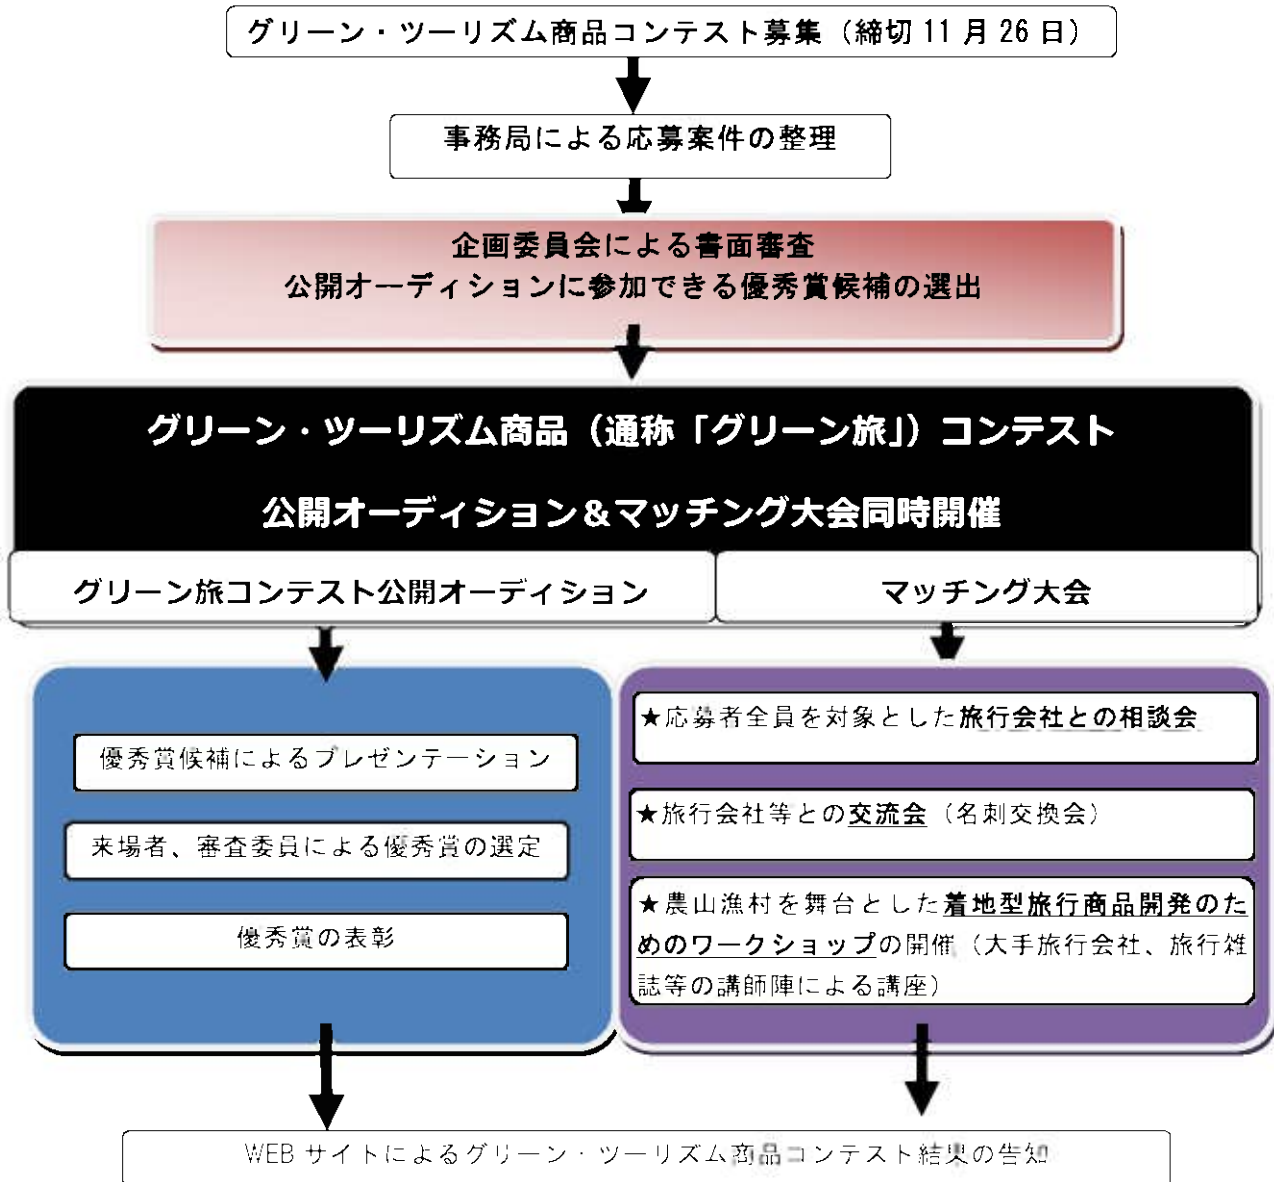 グリーン・ツーリズム商品コンテスト募集（締切 11 月 26 日）
事務局による応募案件の整理
企画委員会による書面審査
公開オーディションに参加できる優秀賞候補の選出
グリーン・ツーリズム商品（通称「グリーン旅」）コンテスト
公開オーディション＆マッチング大会同時開催
グリーン旅コンテスト公開オーディション
マッチング大会
優秀賞候補によるプレゼンテーション
来場者、審査委員による優秀賞の選定
優秀賞の表彰
★応募者全員を対象とした旅行会社との相談会
★旅行会社等との交流会（名刺交換会）
★農山漁村を舞台とした着地型旅行商品開発のた
めのワークショップの開催（大手旅行会社、旅行雑
誌等の講師陣による講座）
WEB サイトによるグリーン・ツーリズム商品コンテスト結果の告知